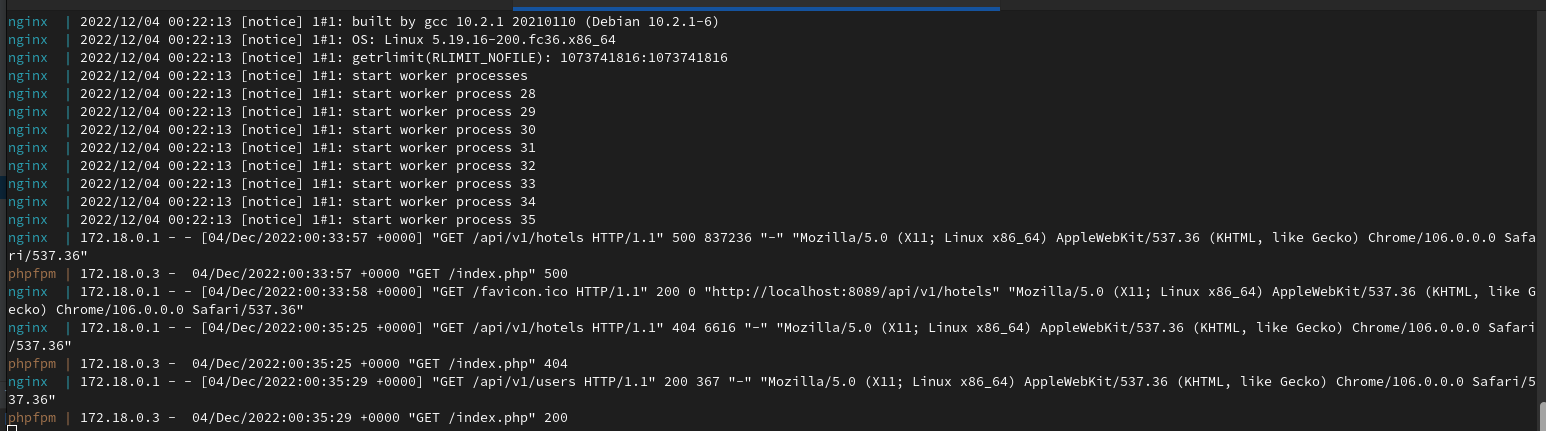 nginx  | 2022/12/04 00:22:13 [notice] 1#1: built by gcc 10.2.1 20210110 (Debian 10.2.1-6)
nginx  | 2022/12/04 00:22:13 [notice] 1#1: OS: Linux 5.19.16-200.fc36.x86_64
nginx  | 2022/12/04 00:22:13 [notice] 1#1: getrlimit(RLIMIT_NOFILE): 1073741816:1073741816
nginx  | 2022/12/04 00:22:13 [notice] 1#1: start worker processes
nginx  | 2022/12/04 00:22:13 [notice] 1#1: start worker process 28
nginx  | 2022/12/04 00:22:13 [notice] 1#1: start worker process 29
nginx  | 2022/12/04 00:22:13 [notice] 1#1: start worker process 30
nginx  | 2022/12/04 00:22:13 [notice] 1#1: start worker process 31
nginx  | 2022/12/04 00:22:13 [notice] 1#1: start worker process 32
nginx  | 2022/12/04 00:22:13 [notice] 1#1: start worker process 33
nginx  | 2022/12/04 00:22:13 [notice] 1#1: start worker process 34
nginx  | 2022/12/04 00:22:13 [notice] 1#1: start worker process 35
nginx  | 172.18.0.1 - - [04/Dec/2022:00:33:57 +0000] "GET /api/v1/hotels HTTP/1.1" 500 837236 "-" "Mozilla/5.0 (X11; Linux x86_64) AppleWebKit/537.36 (KHTML, like Gecko) Chrome/106.0.0.0 Safa
ri/537.36"
phpfpm | 172.18.0.3 -  04/Dec/2022:00:33:57 +0000 "GET /index.php" 500
nginx  | 172.18.0.1 - - [04/Dec/2022:00:33:58 +0000] "GET /favicon.ico HTTP/1.1" 200 0 "http://localhost:8089/api/v1/hotels" "Mozilla/5.0 (X11; Linux x86_64) AppleWebKit/537.36 (KHTML, like G
ecko) Chrome/106.0.0.0 Safari/537.36"
nginx  | 172.18.0.1 - - [04/Dec/2022:00:35:25 +0000] "GET /api/v1/hotels HTTP/1.1" 404 6616 "-" "Mozilla/5.0 (X11; Linux x86_64) AppleWebKit/537.36 (KHTML, like Gecko) Chrome/106.0.0.0 Safari
/537.36"
phpfpm | 172.18.0.3 -  04/Dec/2022:00:35:25 +0000 "GET /index.php" 404
nginx  | 172.18.0.1 - - [04/Dec/2022:00:35:29 +0000] "GET /api/v1/users HTTP/1.1" 200 367 "-" "Mozilla/5.0 (X11; Linux x86_64) AppleWebKit/537.36 (KHTML, like Gecko) Chrome/106.0.0.0 Safari/5
37.36"
phpfpm | 172.18.0.3 -  04/Dec/2022:00:35:29 +0000 "GET /index.php" 200